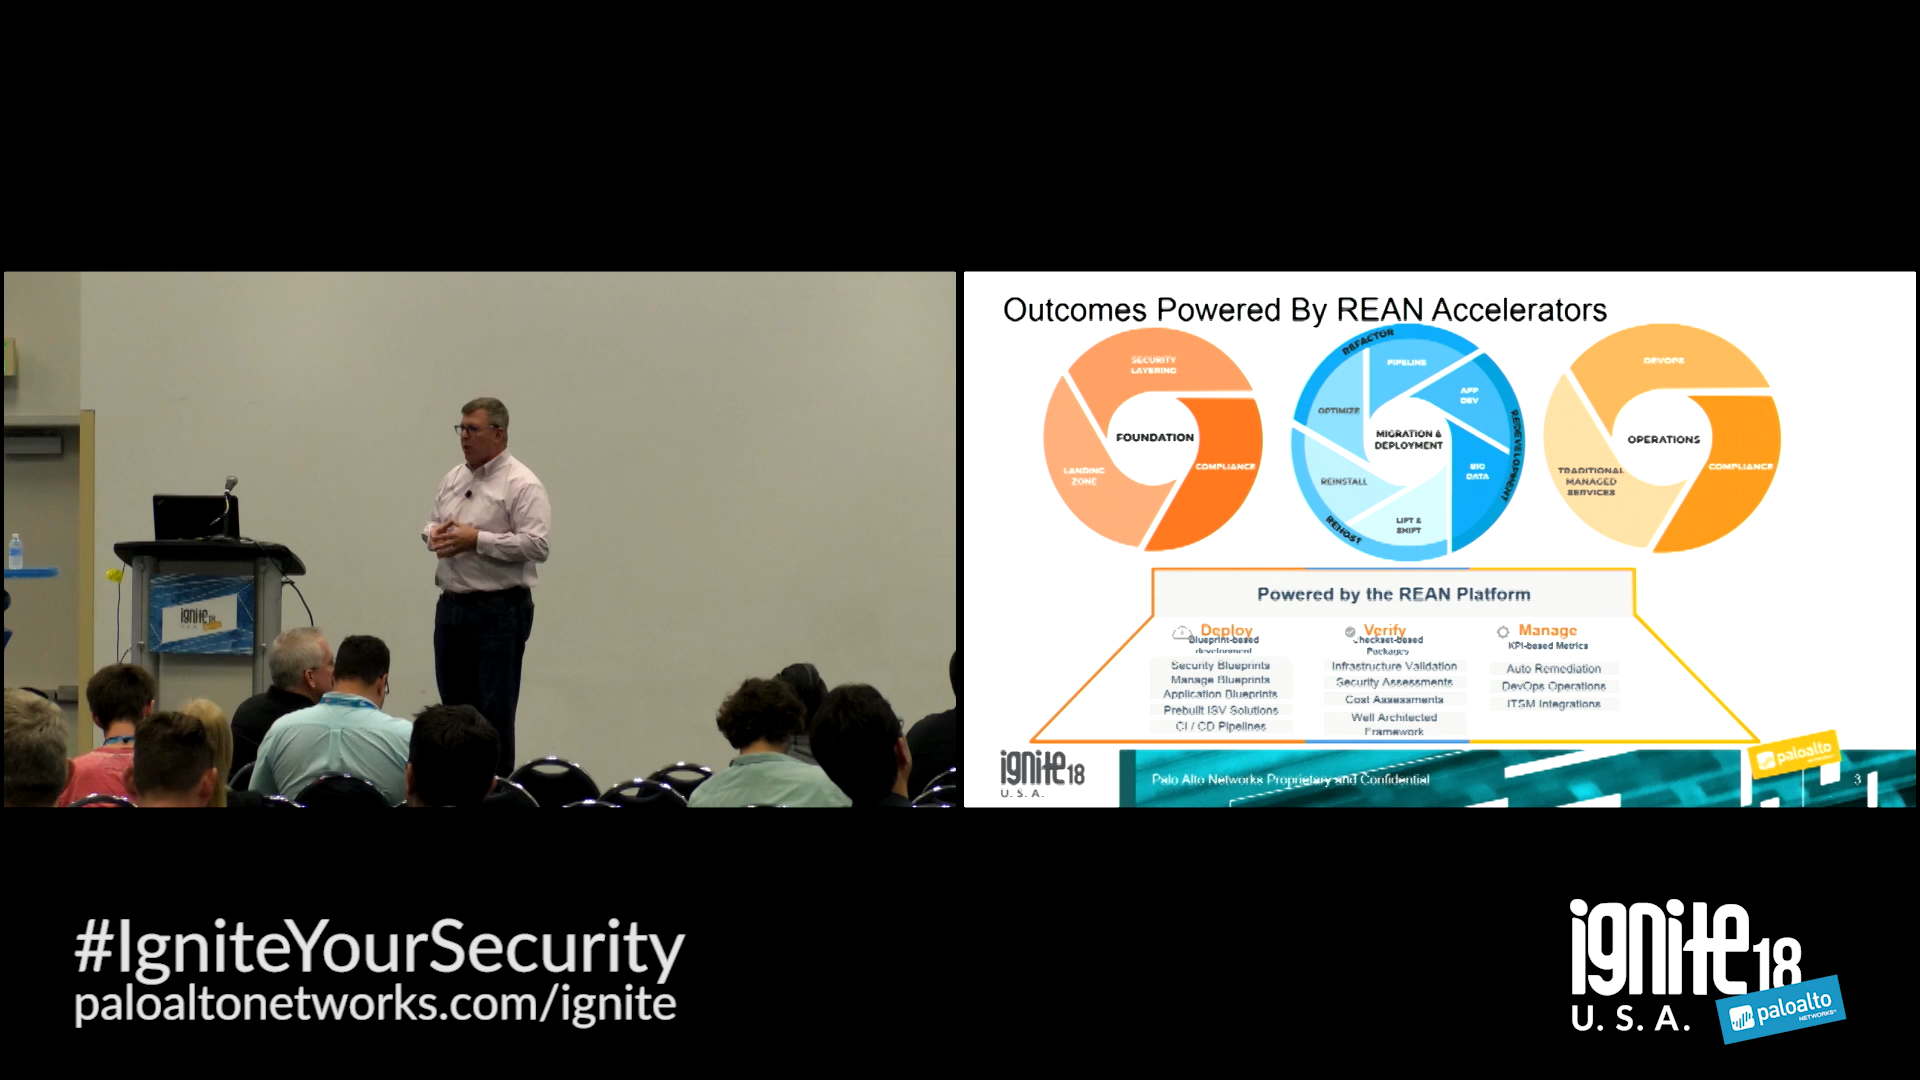 Outcomes Powered By REAN Accelerators
SECURITY
LAYERING
FOUNDATION
COMPLIANCE
LANDING
ZONE
REFACTOR
PIPELINE
APP
DEV
OPTIMIZE
MIGRATION &
DEPLOYMENT
REDEVELOPMENT
BIG
DATA
REINSTALL
LIFT &
SHIFT
REHOST
DEVOPS
OPERATIONS
COMPLIANCE
TRADITIONAL
MANAGED
SERVICES
Powered by the REAN Platform
Deploy
Blueprint-based
development
Security Blueprints
Manage Blueprints
Application Blueprints
Prebuilt ISV Solutions
CI / CD Pipelines
Verify
Checkset-based
Packages
Infrastructure Validation
Security Assessments
Cost Assessments
Well Architected
Framework
Manage
KPI-based Metrics
Auto Remediation
DevOps Operations
ITSM Integrations
ignite18
U. S. A.
Palo Alto Networks Proprietary and Confidential
paloalto
3
ignite18
#IgniteYourSecurity
paloaltonetworks.com/ignite
ignite18
U. S. A.
paloalto
NETWORKS